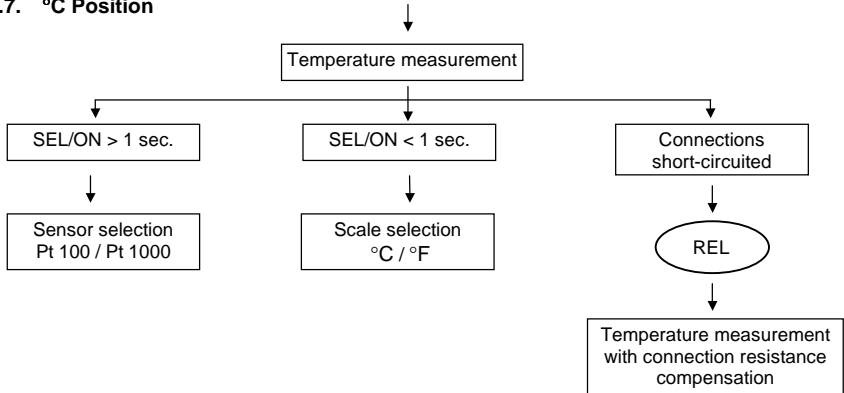 .7. °C Position
Temperature measurement
SEL/ON > 1 sec.
SEL/ON < 1 sec.
Connections
short-circuited
Sensor selection
Pt 100 / Pt 1000
Scale selection
°C / °F
REL
Temperature measurement
with connection resistance
compensation